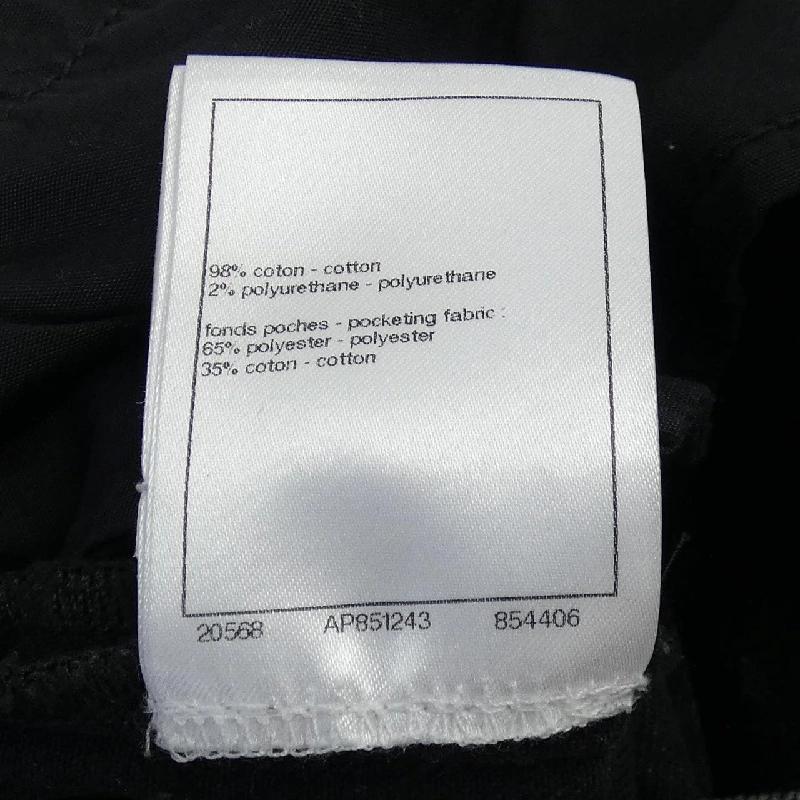 98% coton - cotton
2% polyurethane - polyurethane
fonds poches - pocketing fabric :
65% polyester - polyester
35% coton - cotton
20568 AP851243 854406